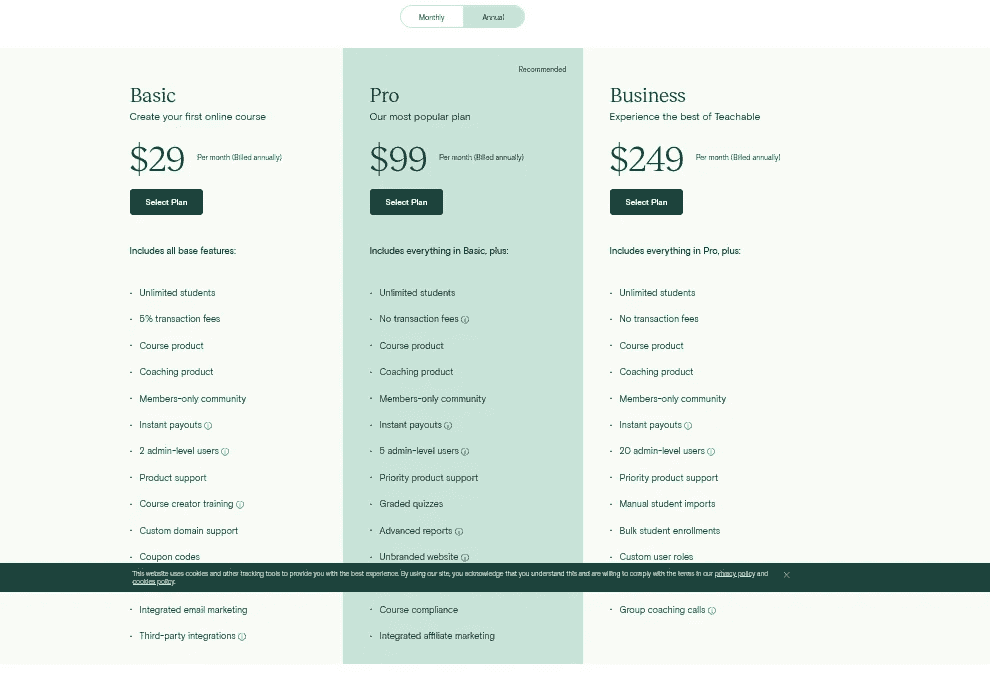 Monthly
Annual
Recommended
Basic
Create your first online course
$29 Per month (Billed annually)
Select Plan
Includes all base features:
· Unlimited students
· 5% transaction fees
· Course product
· Coaching product
· Members-only community
· Instant payouts
· 2 admin-level users
· Product support
· Course creator training
· Custom domain support
· Coupon codes
· Integrated email marketing
· Third-party integrations
Pro
Our most popular plan
$99 Per month (Billed annually)
Select Plan
Includes everything in Basic, plus:
· Unlimited students
· No transaction fees
· Course product
· Coaching product
· Members-only community
· Instant payouts
· 5 admin-level users
· Priority product support
· Graded quizzes
· Advanced reports
· Unbranded website
· Course compliance
· Integrated affiliate marketing
Business
Experience the best of Teachable
$249 Per month (Billed annually)
Select Plan
Includes everything in Pro, plus:
· Unlimited students
· No transaction fees
· Course product
· Coaching product
· Members-only community
· Instant payouts
· 20 admin-level users
· Priority product support
· Manual student imports
· Bulk student enrollments
· Custom user roles
· Group coaching calls
This website uses cookies and other tracking tools to provide you with the best experience. By using our site, you acknowledge that you understand this and are willing to comply with the terms in our privacy policy and
cookies policy.